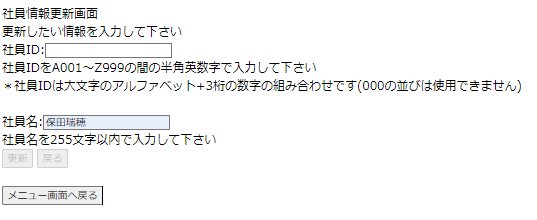 社員情報更新画面
更新したい情報を入力して下さい
社員ID:
社員IDをA001～Z999の間の半角英数字で入力して下さい
＊社員IDは大文字のアルファベット+3桁の数字の組み合わせです(000の並びは使用できません)
社員名:保田瑞穂
社員名を255文字以内で入力して下さい
更新 戻る
メニュー画面へ戻る